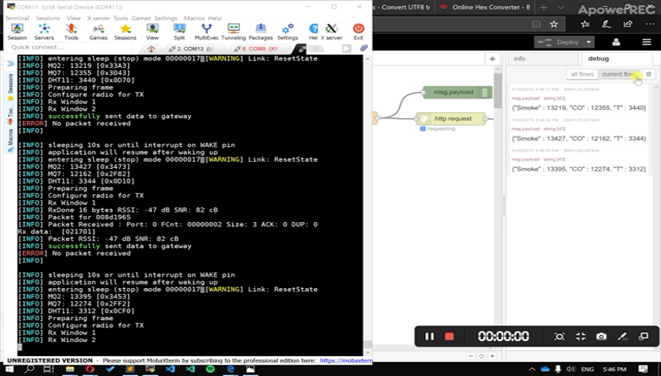 COM11 (USB Serial Device (COM11))
Terminal Sessions View X server Tools Games Settings Macros Help
Session Servers Tools Games Sessions View Split MultiExec Tunneling Packages Settings Help X server Exit
Quick connect...
2. COM13
6. COM9
Sessions
Tools
Macros
[INFO] entering sleep (stop) mode 00000017[WARNING] Link: ResetState
[INFO] MQ2: 13219 [0x33A3]
[INFO] MQ7: 12355 [0x3043]
[INFO] DHT11: 3440 [0x0D70]
[INFO] Preparing frame
[INFO] Configure radio for TX
[INFO] Rx Window 1
[INFO] Rx Window 2
[INFO] successfully sent data to gateway
[ERROR] No packet received
[INFO]
[INFO] sleeping 10s or until interrupt on WAKE pin
[INFO] application will resume after waking up
[INFO] entering sleep (stop) mode 00000017[WARNING] Link: ResetState
[INFO] MQ2: 13427 [0x3473]
[INFO] MQ7: 12162 [0x2F82]
[INFO] DHT11: 3344 [0x0D10]
[INFO] Preparing frame
[INFO] Configure radio for TX
[INFO] Rx Window 1
[INFO] RxDone 16 bytes RSSI: -47 dB SNR: 82 cB
[INFO] Packet for 008d1965
[INFO] Packet Received : Port: 0 FCnt: 00000002 Size: 3 ACK: 0 DUP: 0
Rx data: [021701]
[INFO] Packet RSSI: -47 dB SNR: 82 cB
[INFO] successfully sent data to gateway
[ERROR] No packet received
[INFO]
[INFO] sleeping 10s or until interrupt on WAKE pin
[INFO] application will resume after waking up
[INFO] entering sleep (stop) mode 00000017[WARNING] Link: ResetState
[INFO] MQ2: 13395 [0x3453]
[INFO] MQ7: 12274 [0x2FF2]
[INFO] DHT11: 3312 [0x0CF0]
[INFO] Preparing frame
[INFO] Configure radio for TX
[INFO] Rx Window 1
[INFO] Rx Window 2
UNREGISTERED VERSION - Please support MobaXterm by subscribing to the professional edition here: https://mobaxterm
- Convert UTF8 to
Online Hex Converter - B
ApowerREC
Deploy
info
debug
all flows
current flow
msg.payload
http request
requesting
msg.payload : string[43]
{"Smoke" : 13219, "CO" : 12355, "T" : 3440}
msg.payload : string[43]
{"Smoke" : 13427, "CO" : 12162, "T" : 3344}
msg.payload : string[43]
{"Smoke" : 13395, "CO" : 12274, "T" : 3312}
00:00:00
ENG 5:46 PM